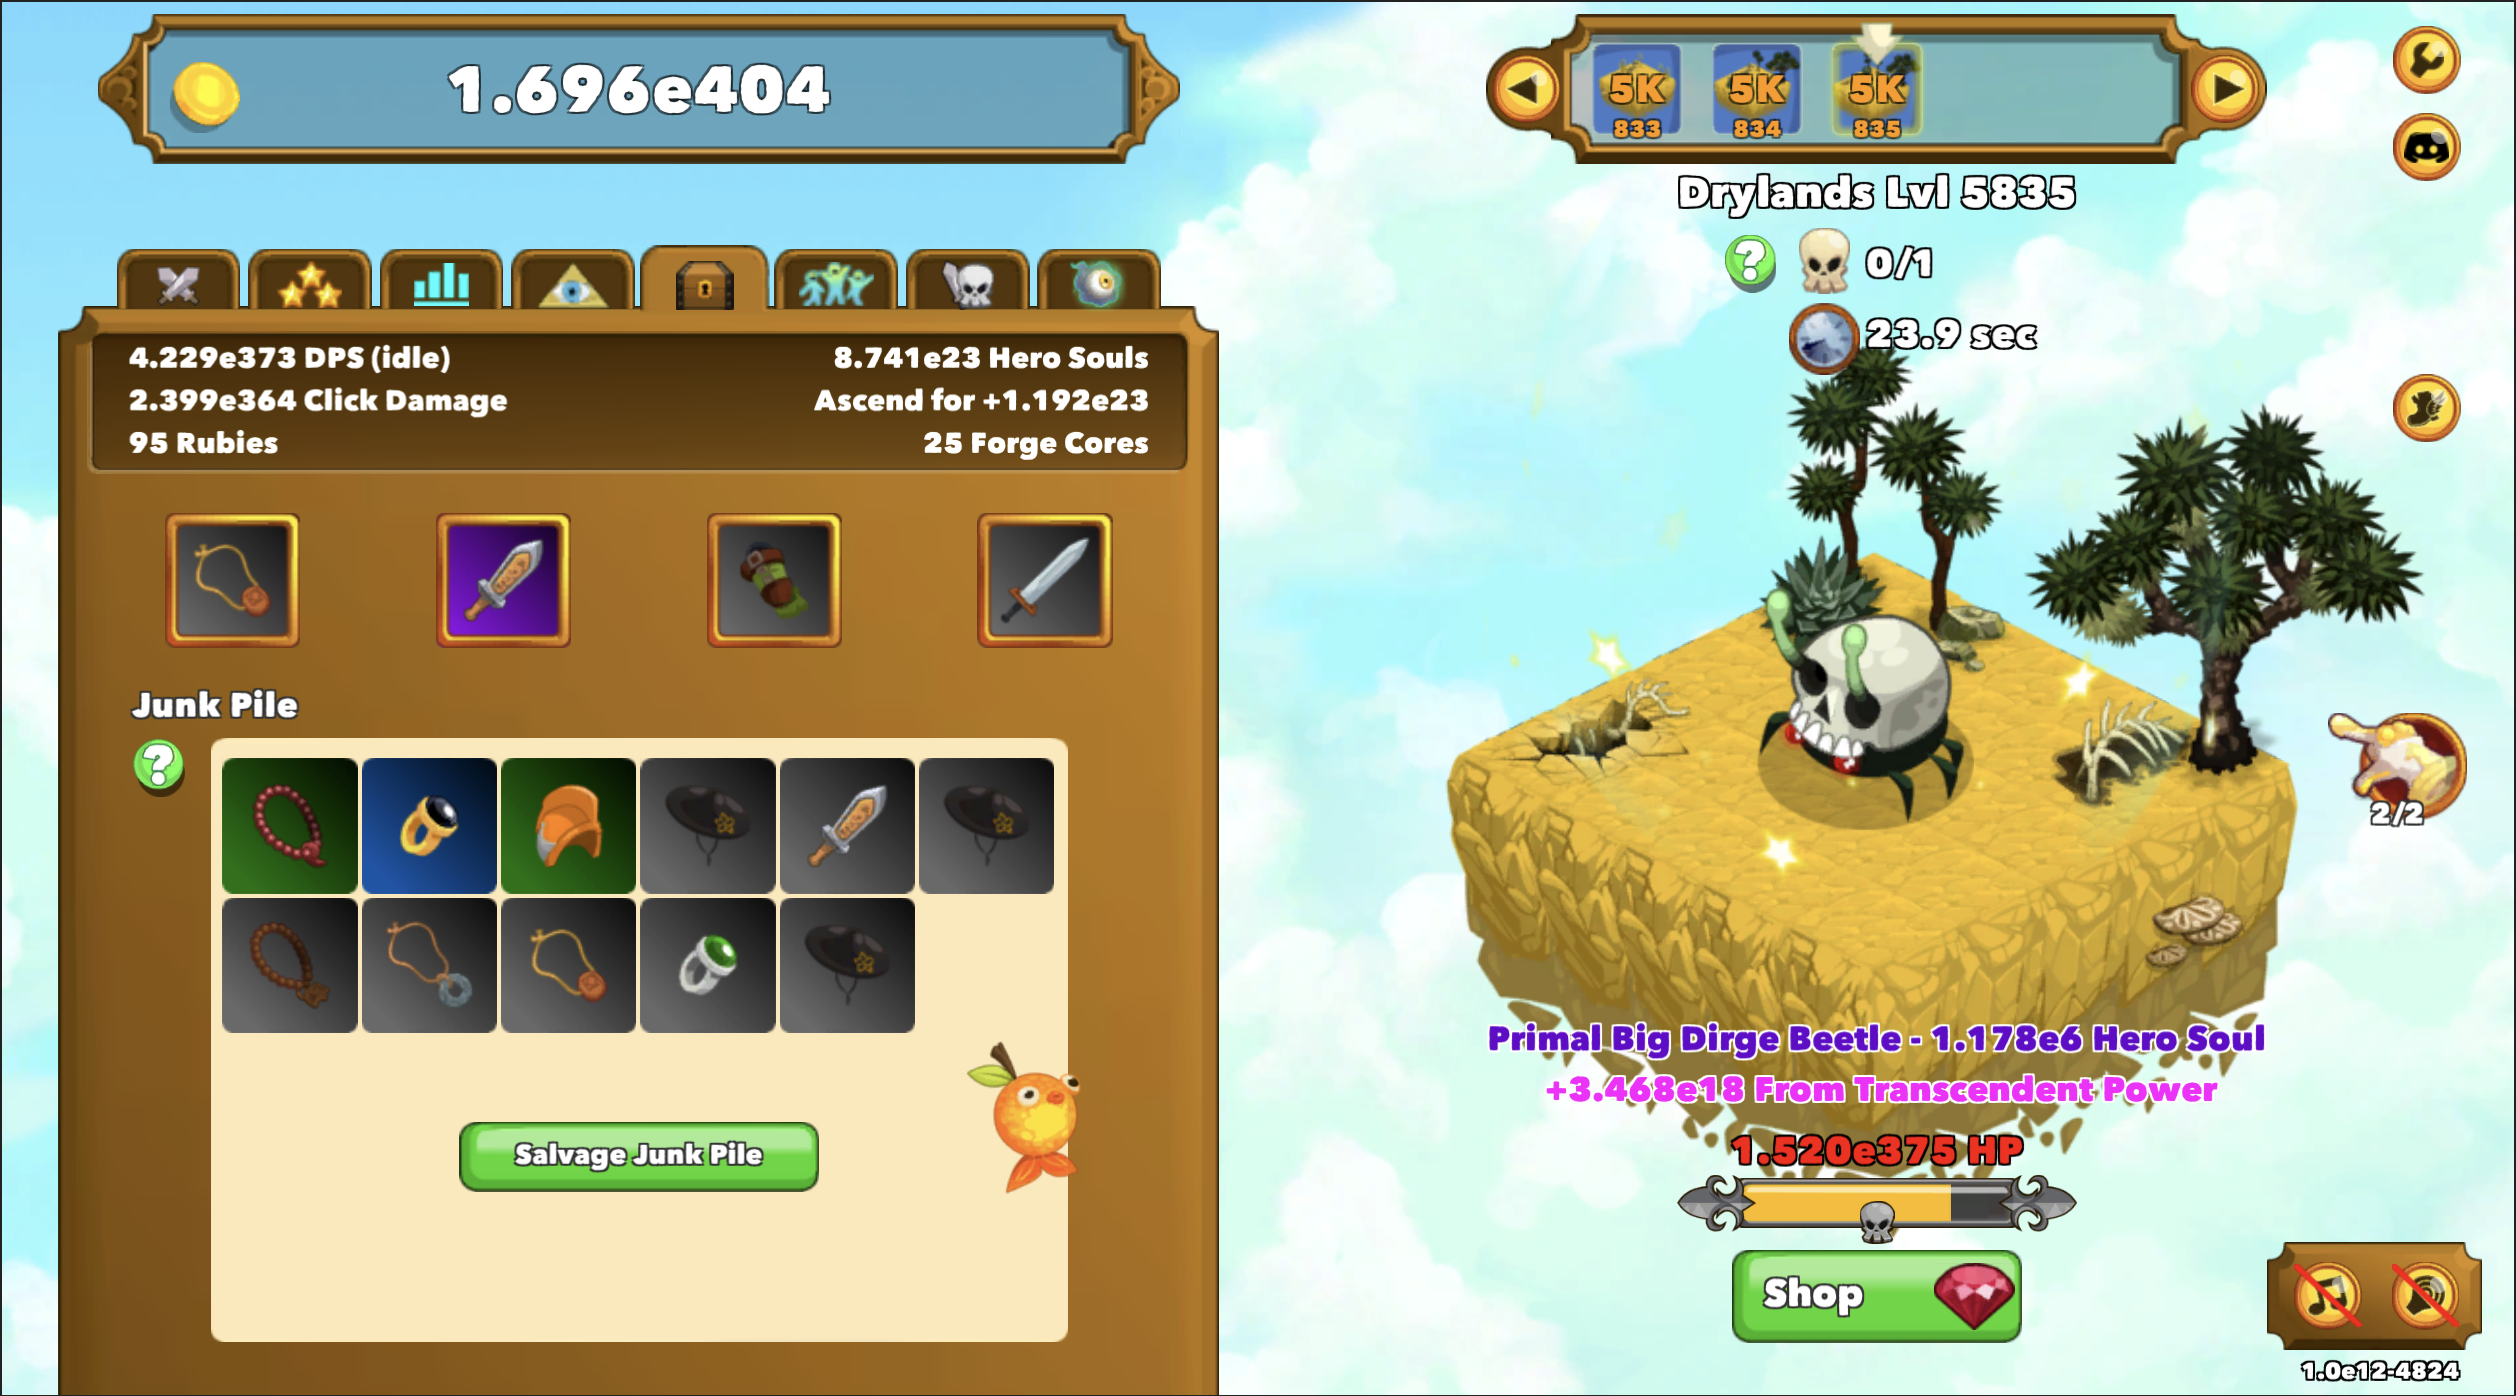 1.696e404
5K
833
5K
834
5K
835
Drylands Lvl 5835
?
0/1
23.9 sec
4.229e373 DPS (idle)
8.741e23 Hero Souls
2.399e364 Click Damage
Ascend for +1.192e23
95 Rubies
25 Forge Cores
Junk Pile
?
2/2
Primal Big Dirge Beetle - 1.178e6 Hero Soul
+3.468e18 From Transcendent Power
1.520e375 HP
Salvage Junk Pile
Shop
1.0e12-4824